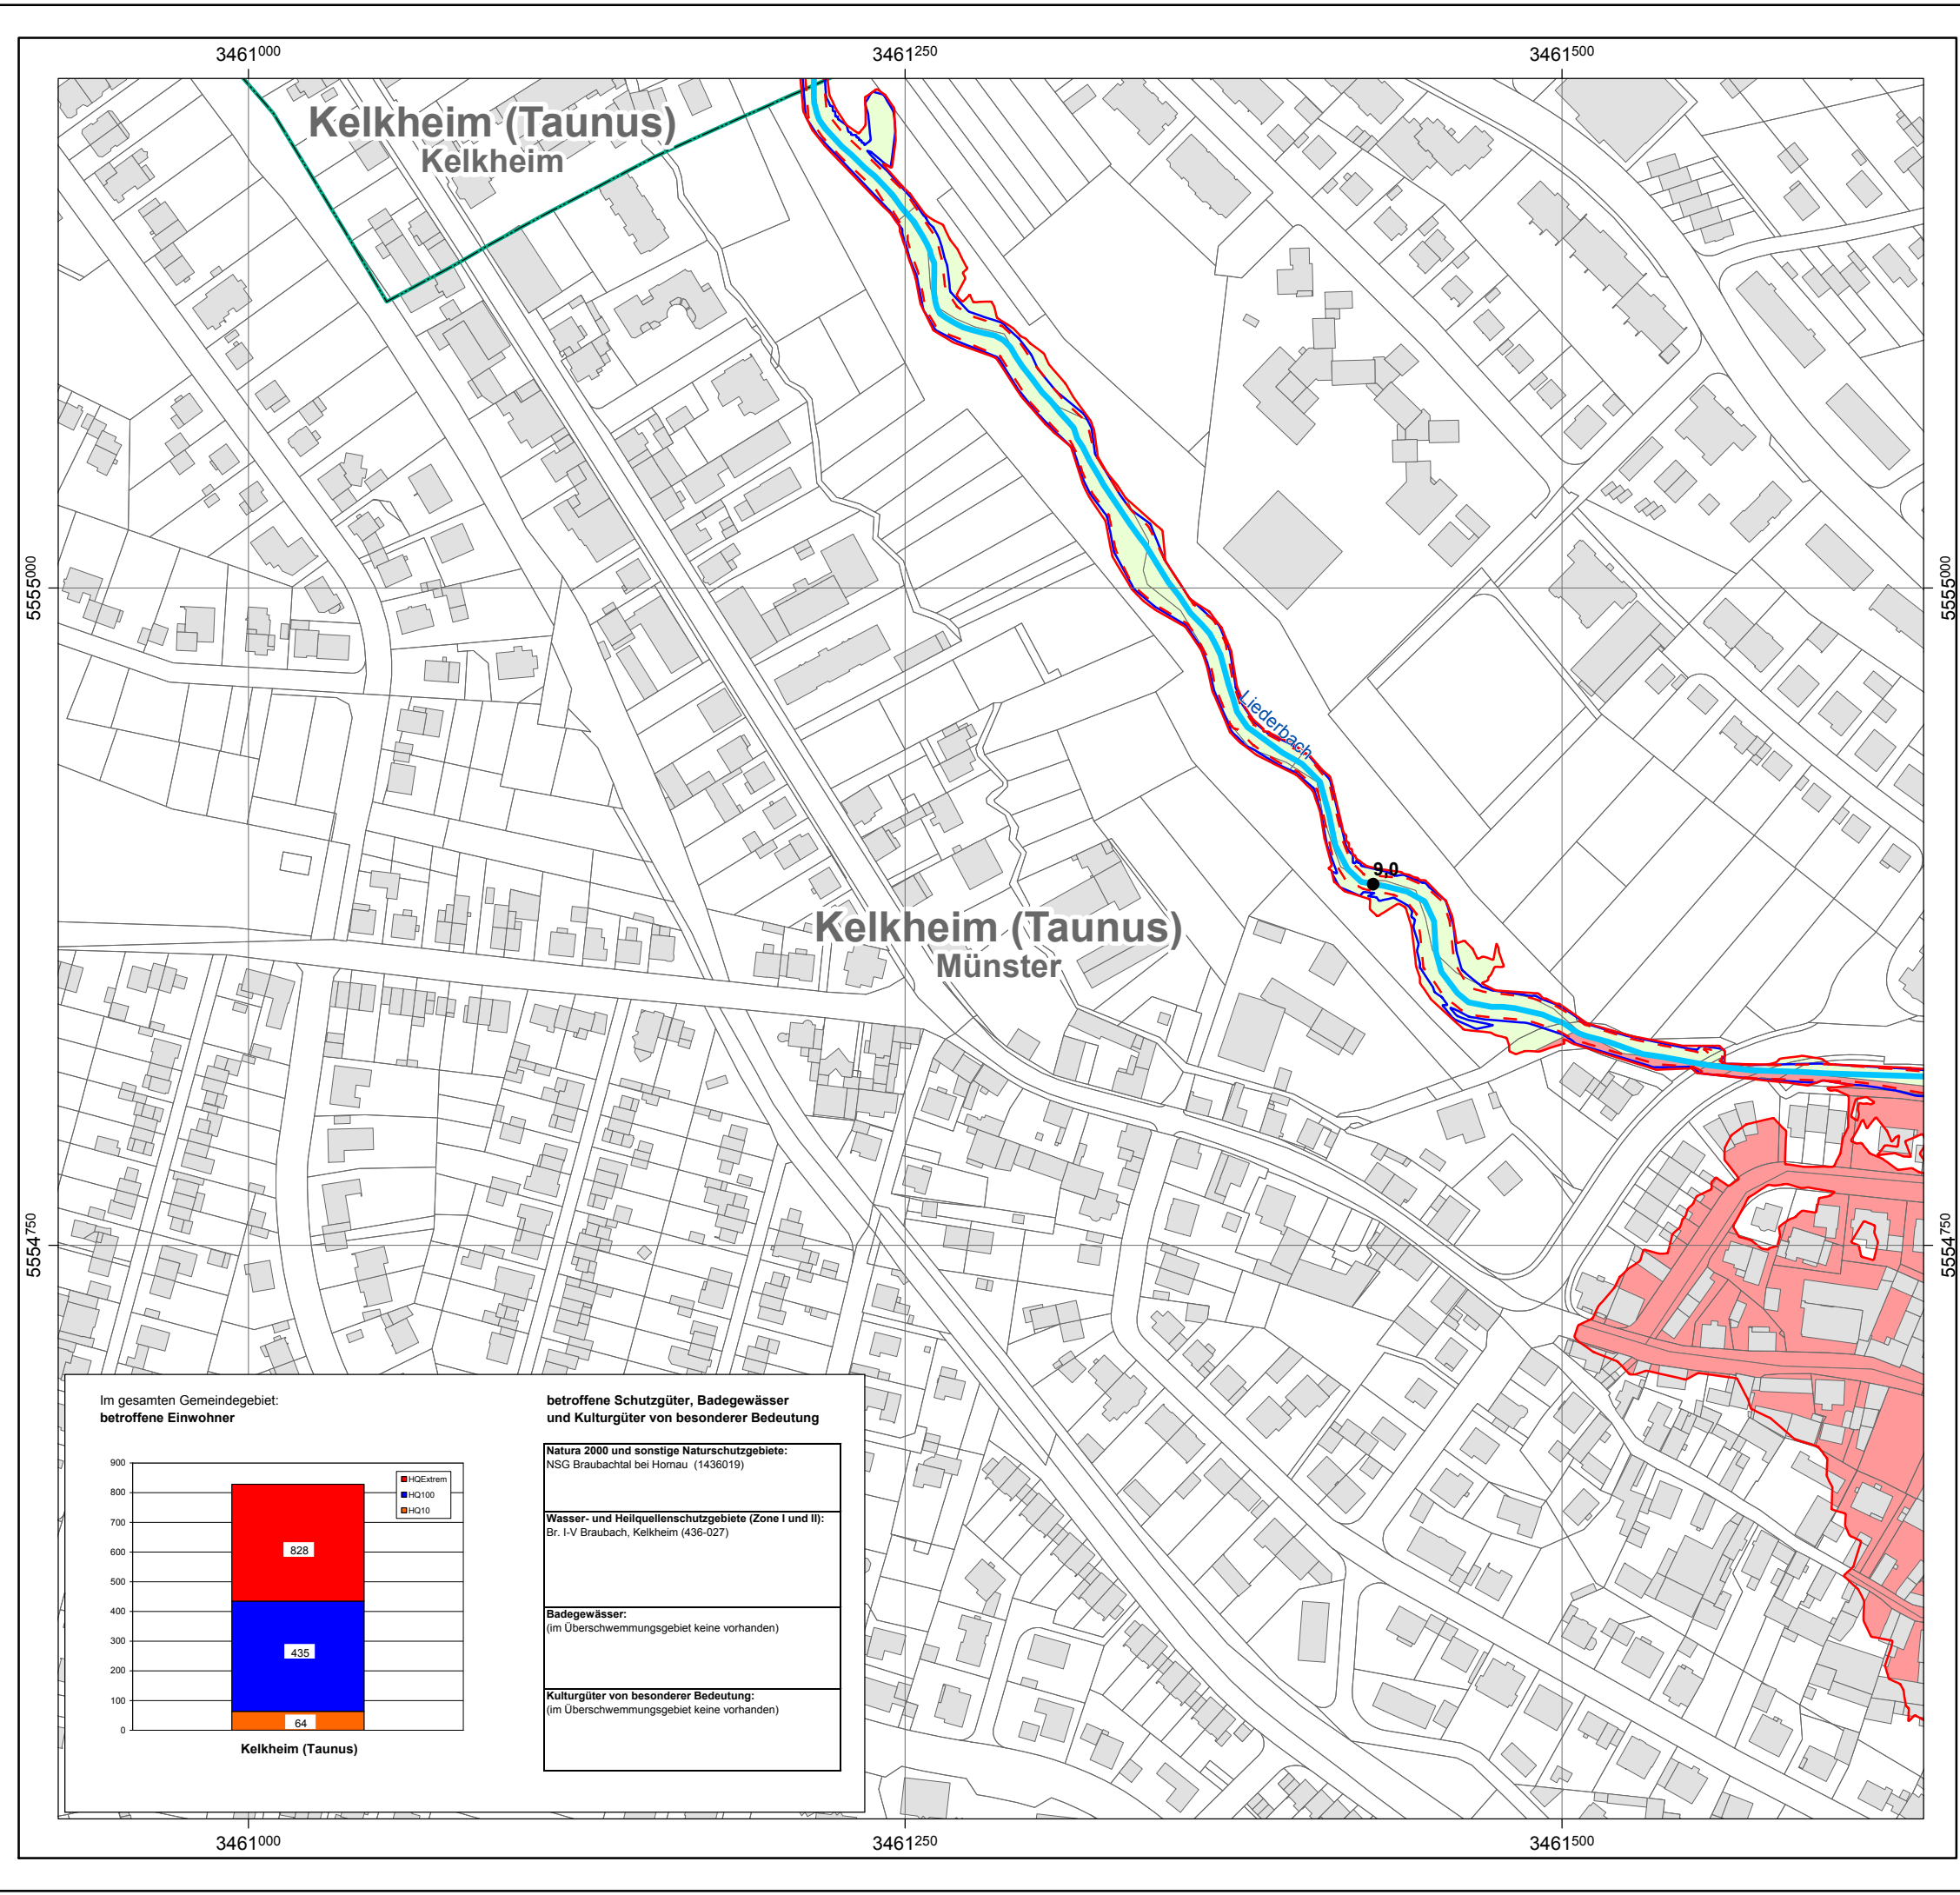 3461000 3461250 3461500
Kelkheim (Taunus)
Kelkheim
5555000 5555000
Liederbach
9,0
Kelkheim (Taunus)
Münster
5554750 5554750
Im gesamten Gemeindegebiet:
betroffene Einwohner
900
800
700
600
500
400
300
200
100
0
HQExtrem
HQ100
HQ10
828
435
64
Kelkheim (Taunus)
betroffene Schutzgüter, Badegewässer
und Kulturgüter von besonderer Bedeutung
Natura 2000 und sonstige Naturschutzgebiete:
NSG Braubachtal bei Hornau (1436019)
Wasser- und Heilquellenschutzgebiete (Zone I und II):
Br. I-V Braubach, Kelkheim (436-027)
Badegewässer:
(im Überschwemmungsgebiet keine vorhanden)
Kulturgüter von besonderer Bedeutung:
(im Überschwemmungsgebiet keine vorhanden)
3461000 3461250 3461500